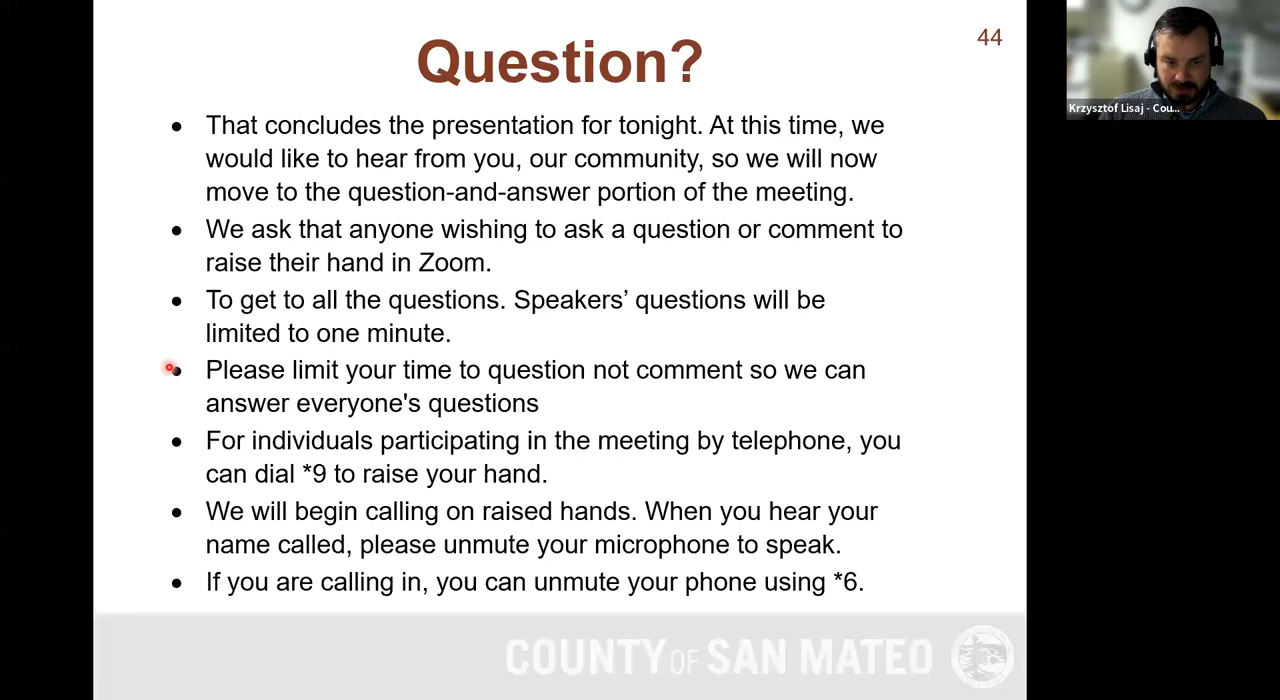 44
Question?
• That concludes the presentation for tonight. At this time, we
would like to hear from you, our community, so we will now
move to the question-and-answer portion of the meeting.
• We ask that anyone wishing to ask a question or comment to
raise their hand in Zoom.
• To get to all the questions. Speakers’ questions will be
limited to one minute.
• Please limit your time to question not comment so we can
answer everyone's questions
• For individuals participating in the meeting by telephone, you
can dial *9 to raise your hand.
• We will begin calling on raised hands. When you hear your
name called, please unmute your microphone to speak.
• If you are calling in, you can unmute your phone using *6.
COUNTY OF SAN MATEO
Krzysztof Lisaj - Cou...